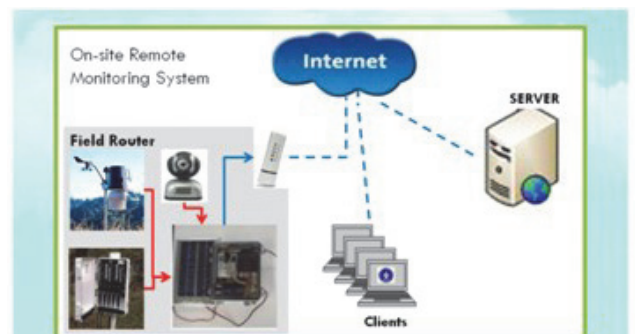 On-site Remote
Monitoring System
Internet
SERVER
Field Router
Clients